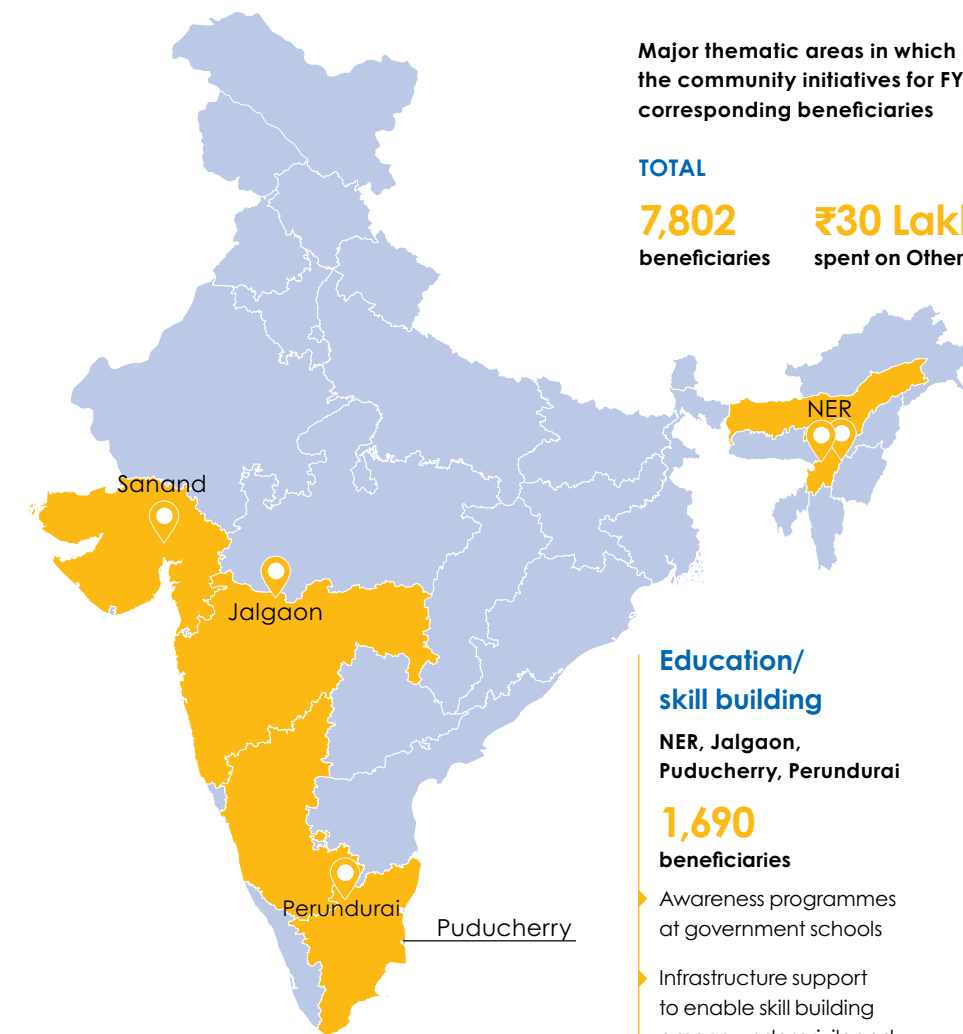 Major thematic areas in which
the community initiatives for FY
corresponding beneficiaries
TOTAL
7,802
beneficiaries
₹30 Lakh
spent on Other
NER
Sanand
Jalgaon
Perundurai
Puducherry
Education/
skill building
NER, Jalgaon,
Puducherry, Perundurai
1,690
beneficiaries
Awareness programmes
at government schools
Infrastructure support
to enable skill building